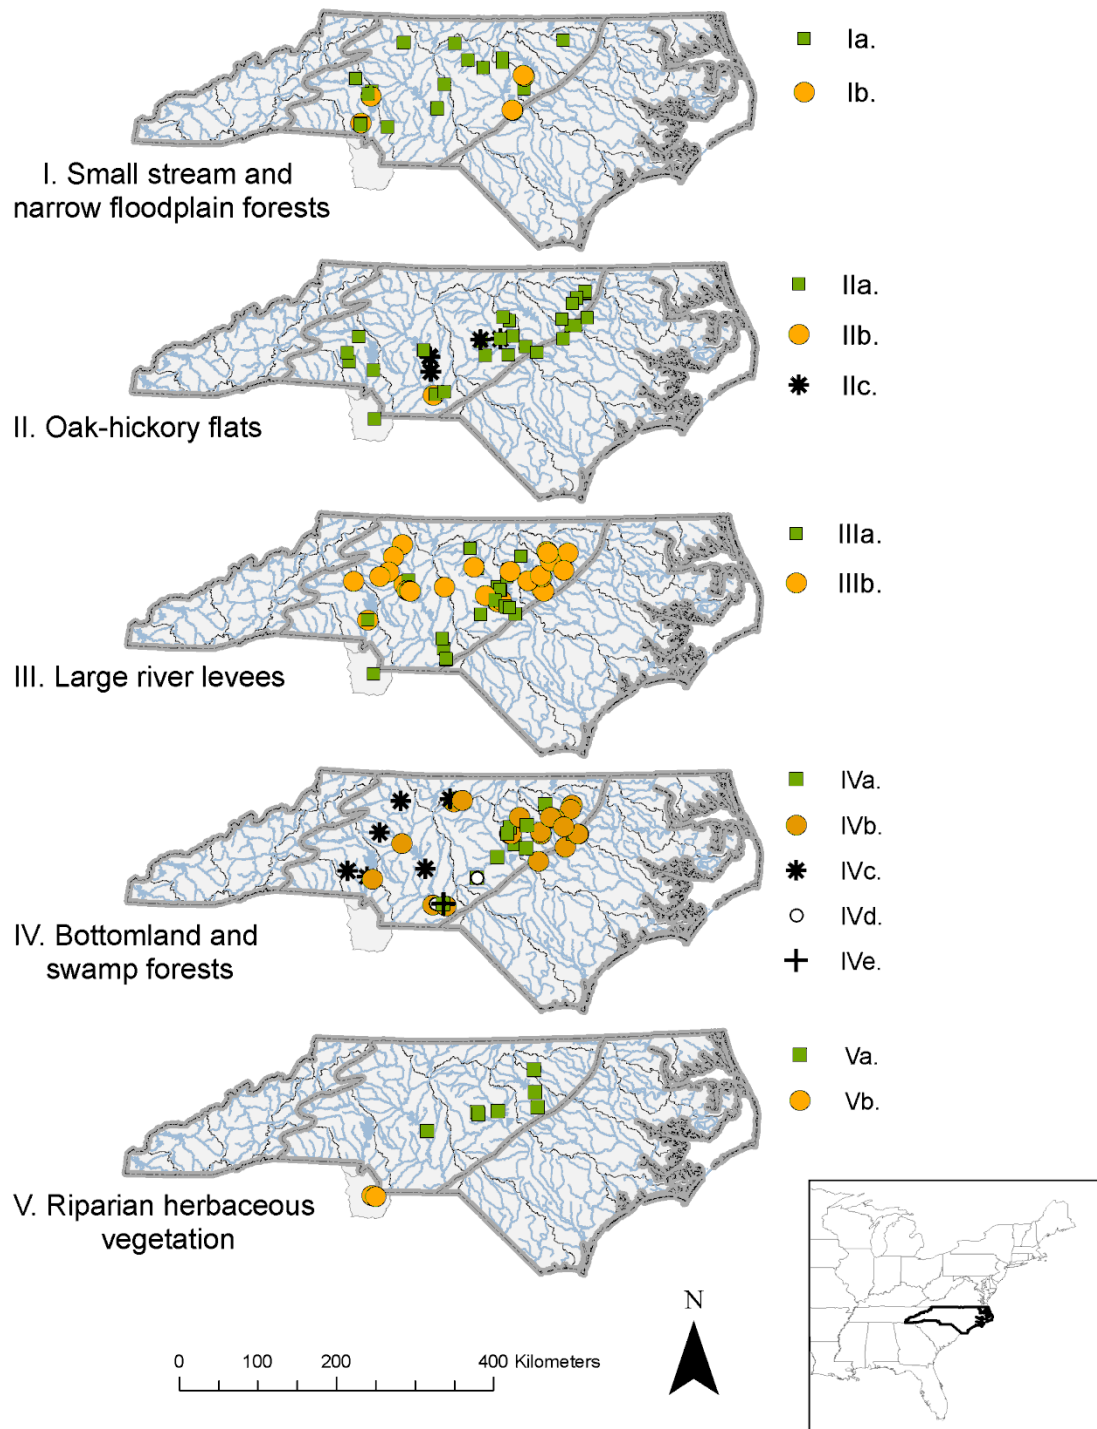 Ia.
Ib.
I. Small stream and
narrow floodplain forests
IIa.
IIb.
IIc.
II. Oak-hickory flats
IIIa.
IIIb.
III. Large river levees
IVa.
IVb.
IVc.
IVd.
IVe.
IV. Bottomland and
swamp forests
Va.
Vb.
V. Riparian herbaceous
vegetation
N
0 100 200 400 Kilometers